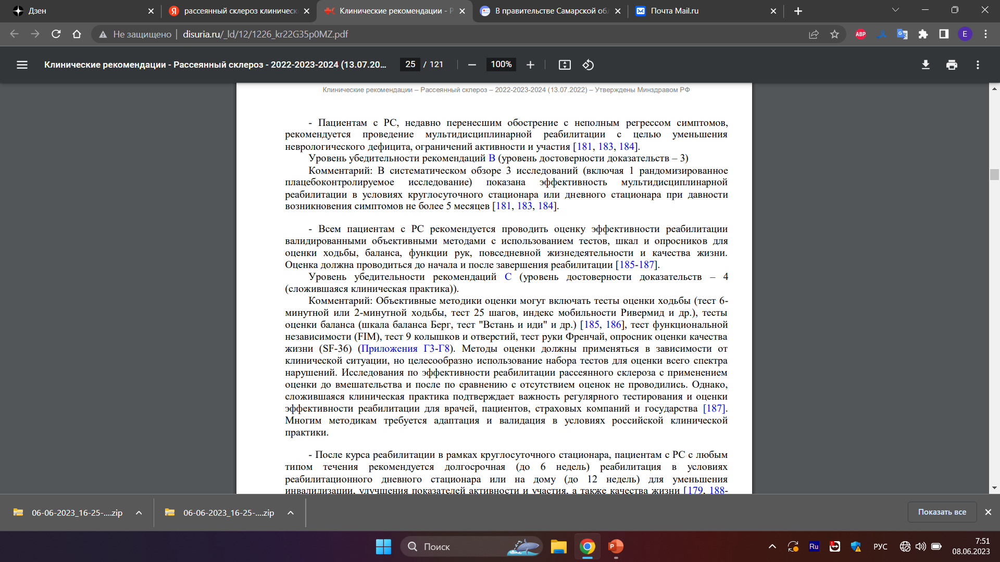 Дзен
рассеянный склероз клиническ
Клинические рекомендации - Р
В правительстве Самарской об
Почта Mail.ru
Не защищено
disuria.ru/_ld/12/1226_kr22G35p0MZ.pdf
ABP
E
Клинические рекомендации - Рассеянный склероз - 2022-2023-2024 (13.07.20...
25 / 121
100%
Клинические рекомендации – Рассеянный склероз – 2022-2023-2024 (13.07.2022) – Утверждены Минздравом РФ
- Пациентам с РС, недавно перенесшим обострение с неполным регрессом симптомов,
рекомендуется проведение мультидисциплинарной реабилитации с целью уменьшения
неврологического дефицита, ограничений активности и участия [181, 183, 184].
Уровень убедительности рекомендаций B (уровень достоверности доказательств – 3)
Комментарий: В систематическом обзоре 3 исследований (включая 1 рандомизированное
плацебоконтролируемое исследование) показана эффективность мультидисциплинарной
реабилитации в условиях круглосуточного стационара или дневного стационара при давности
возникновения симптомов не более 5 месяцев [181, 183, 184].
- Всем пациентам с РС рекомендуется проводить оценку эффективности реабилитации
валидированными объективными методами с использованием тестов, шкал и опросников для
оценки ходьбы, баланса, функции рук, повседневной жизнедеятельности и качества жизни.
Оценка должна проводиться до начала и после завершения реабилитации [185-187].
Уровень убедительности рекомендаций C (уровень достоверности доказательств – 4
(сложившаяся клиническая практика)).
Комментарий: Объективные методики оценки могут включать тесты оценки ходьбы (тест 6-
минутной или 2-минутной ходьбы, тест 25 шагов, индекс мобильности Ривермид и др.), тесты
оценки баланса (шкала баланса Берг, тест "Встань и иди" и др.) [185, 186], тест функциональной
независимости (FIM), тест 9 колышков и отверстий, тест руки Френчай, опросник оценки качества
жизни (SF-36) (Приложения Г3-Г8). Методы оценки должны применяться в зависимости от
клинической ситуации, но целесообразно использование набора тестов для оценки всего спектра
нарушений. Исследования по эффективности реабилитации рассеянного склероза с применением
оценки до вмешательства и после по сравнению с отсутствием оценок не проводились. Однако,
сложившаяся клиническая практика подтверждает важность регулярного тестирования и оценки
эффективности реабилитации для врачей, пациентов, страховых компаний и государства [187].
Многим методикам требуется адаптация и валидация в условиях российской клинической
практики.
- После курса реабилитации в рамках круглосуточного стационара, пациентам с РС с любым
типом течения рекомендуется долгосрочная (до 6 недель) реабилитация в условиях
реабилитационного дневного стационара или на дому (до 12 недель) для уменьшения
инвалидизации, улучшения показателей активности и участия, а также качества жизни [179, 188-
06-06-2023_16-25-....zip
06-06-2023_16-25-....zip
Показать все
Поиск
Ru
РУС
7:51
08.06.2023